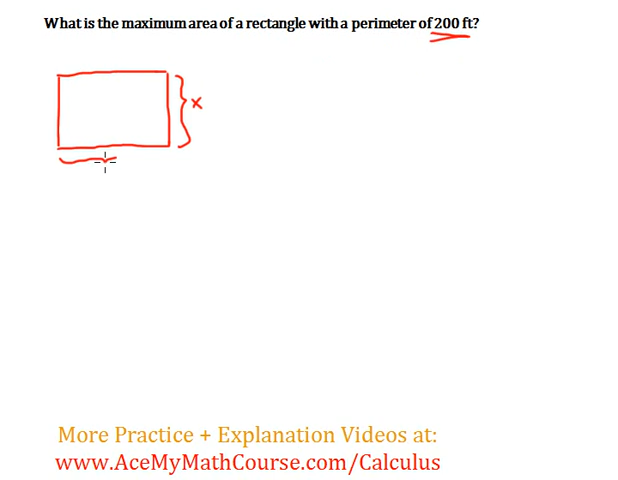 What is the maximum area of a rectangle with a perimeter of 200 ft?
x
More Practice + Explanation Videos at:
www.AceMyMathCourse.com/Calculus